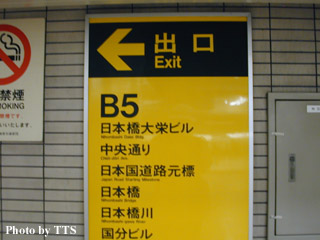 禁煙
SMOKING
出口
Exit
B5
日本橋大栄ビル
中央通り
日本国道路元標
日本橋
日本橋川
国分ビル
Photo by TTS